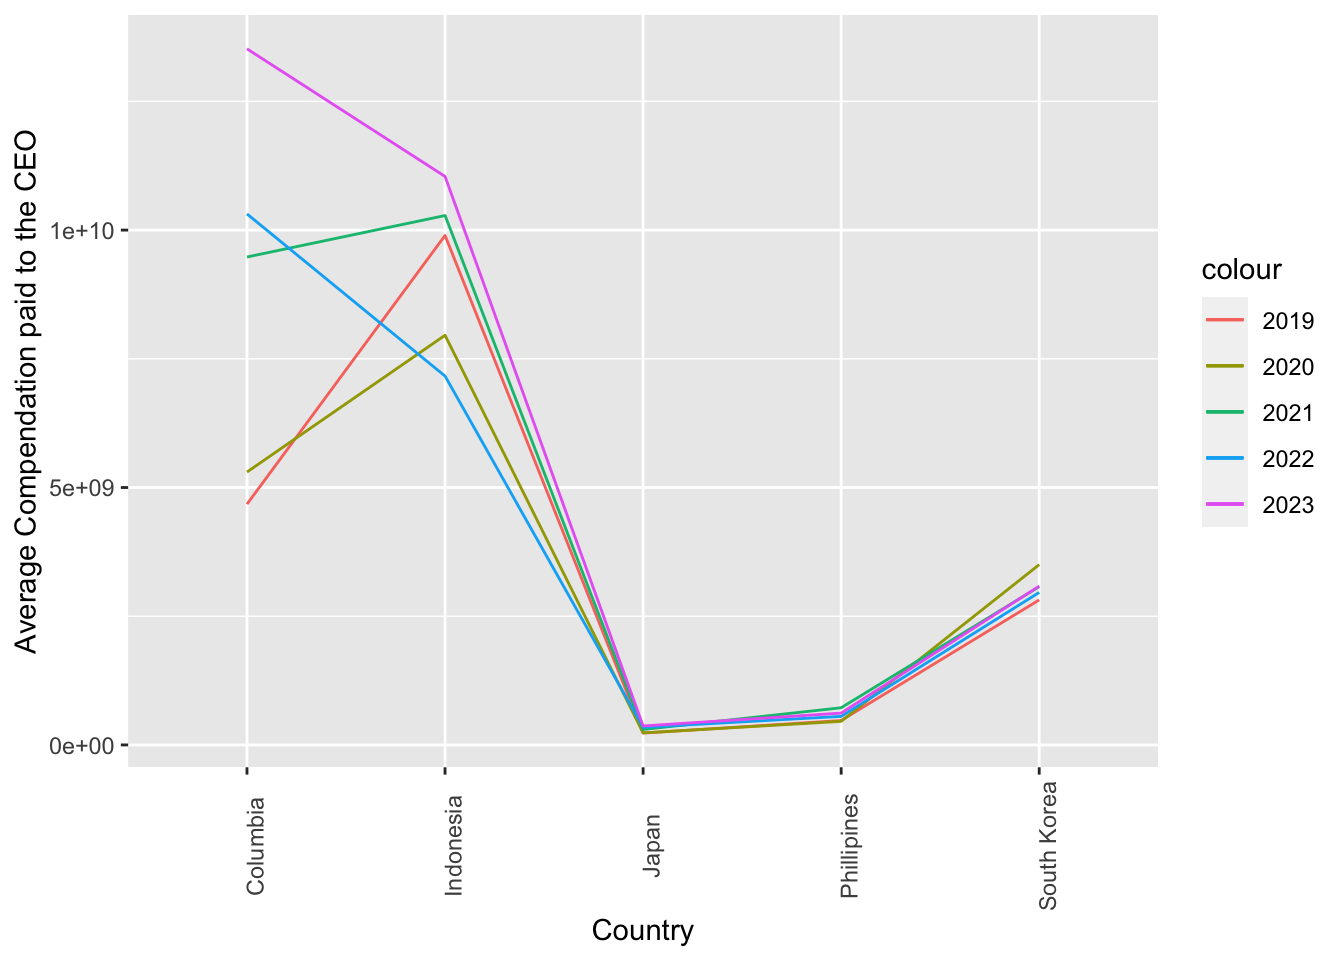 Average Compendation paid to the CEO
1e+10
5e+09
0e+00
Columbia
Indonesia
Japan
Phillipines
South Korea
Country
colour
2019
2020
2021
2022
2023